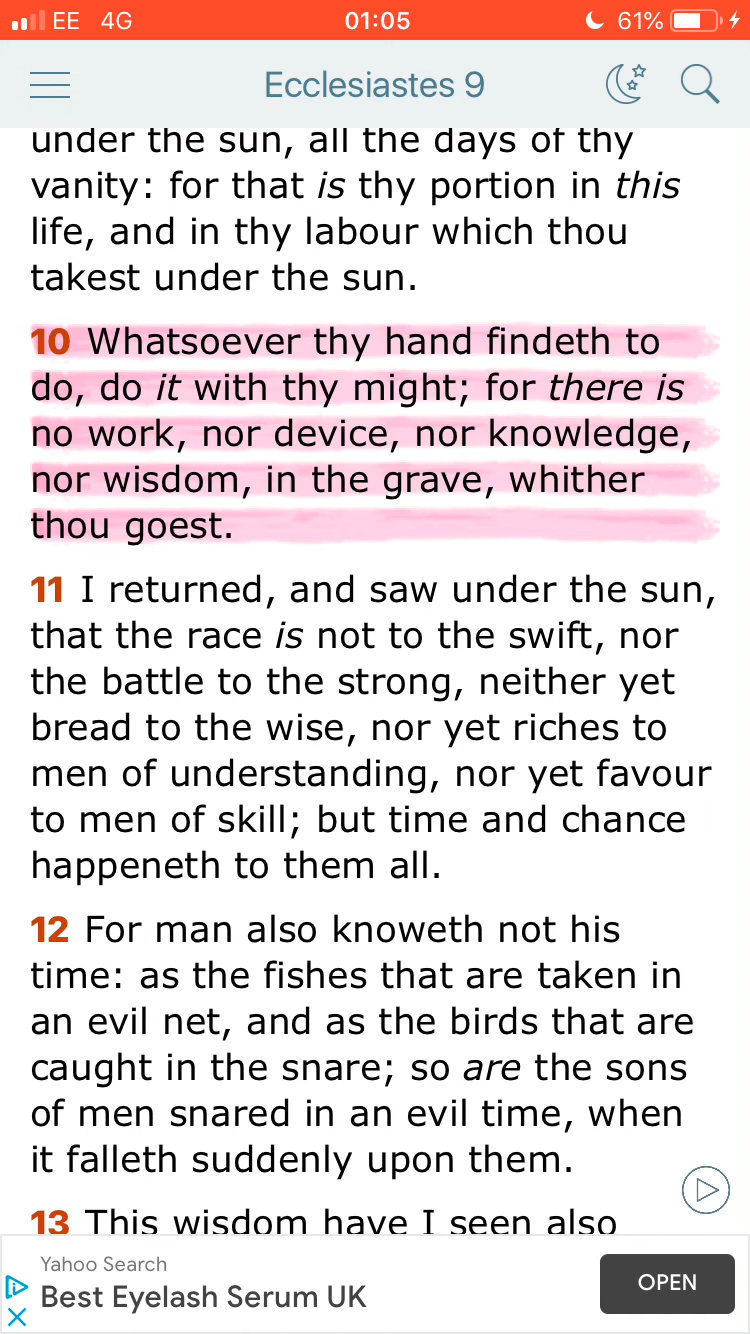 EE 4G 01:05 61%
Ecclesiastes 9
under the sun, all the days of thy
vanity: for that is thy portion in this
life, and in thy labour which thou
takest under the sun.
10 Whatsoever thy hand findeth to
do, do it with thy might; for there is
no work, nor device, nor knowledge,
nor wisdom, in the grave, whither
thou goest.
11 I returned, and saw under the sun,
that the race is not to the swift, nor
the battle to the strong, neither yet
bread to the wise, nor yet riches to
men of understanding, nor yet favour
to men of skill; but time and chance
happeneth to them all.
12 For man also knoweth not his
time: as the fishes that are taken in
an evil net, and as the birds that are
caught in the snare; so are the sons
of men snared in an evil time, when
it falleth suddenly upon them.
13 This wisdom have I seen also
Yahoo Search
Best Eyelash Serum UK
OPEN